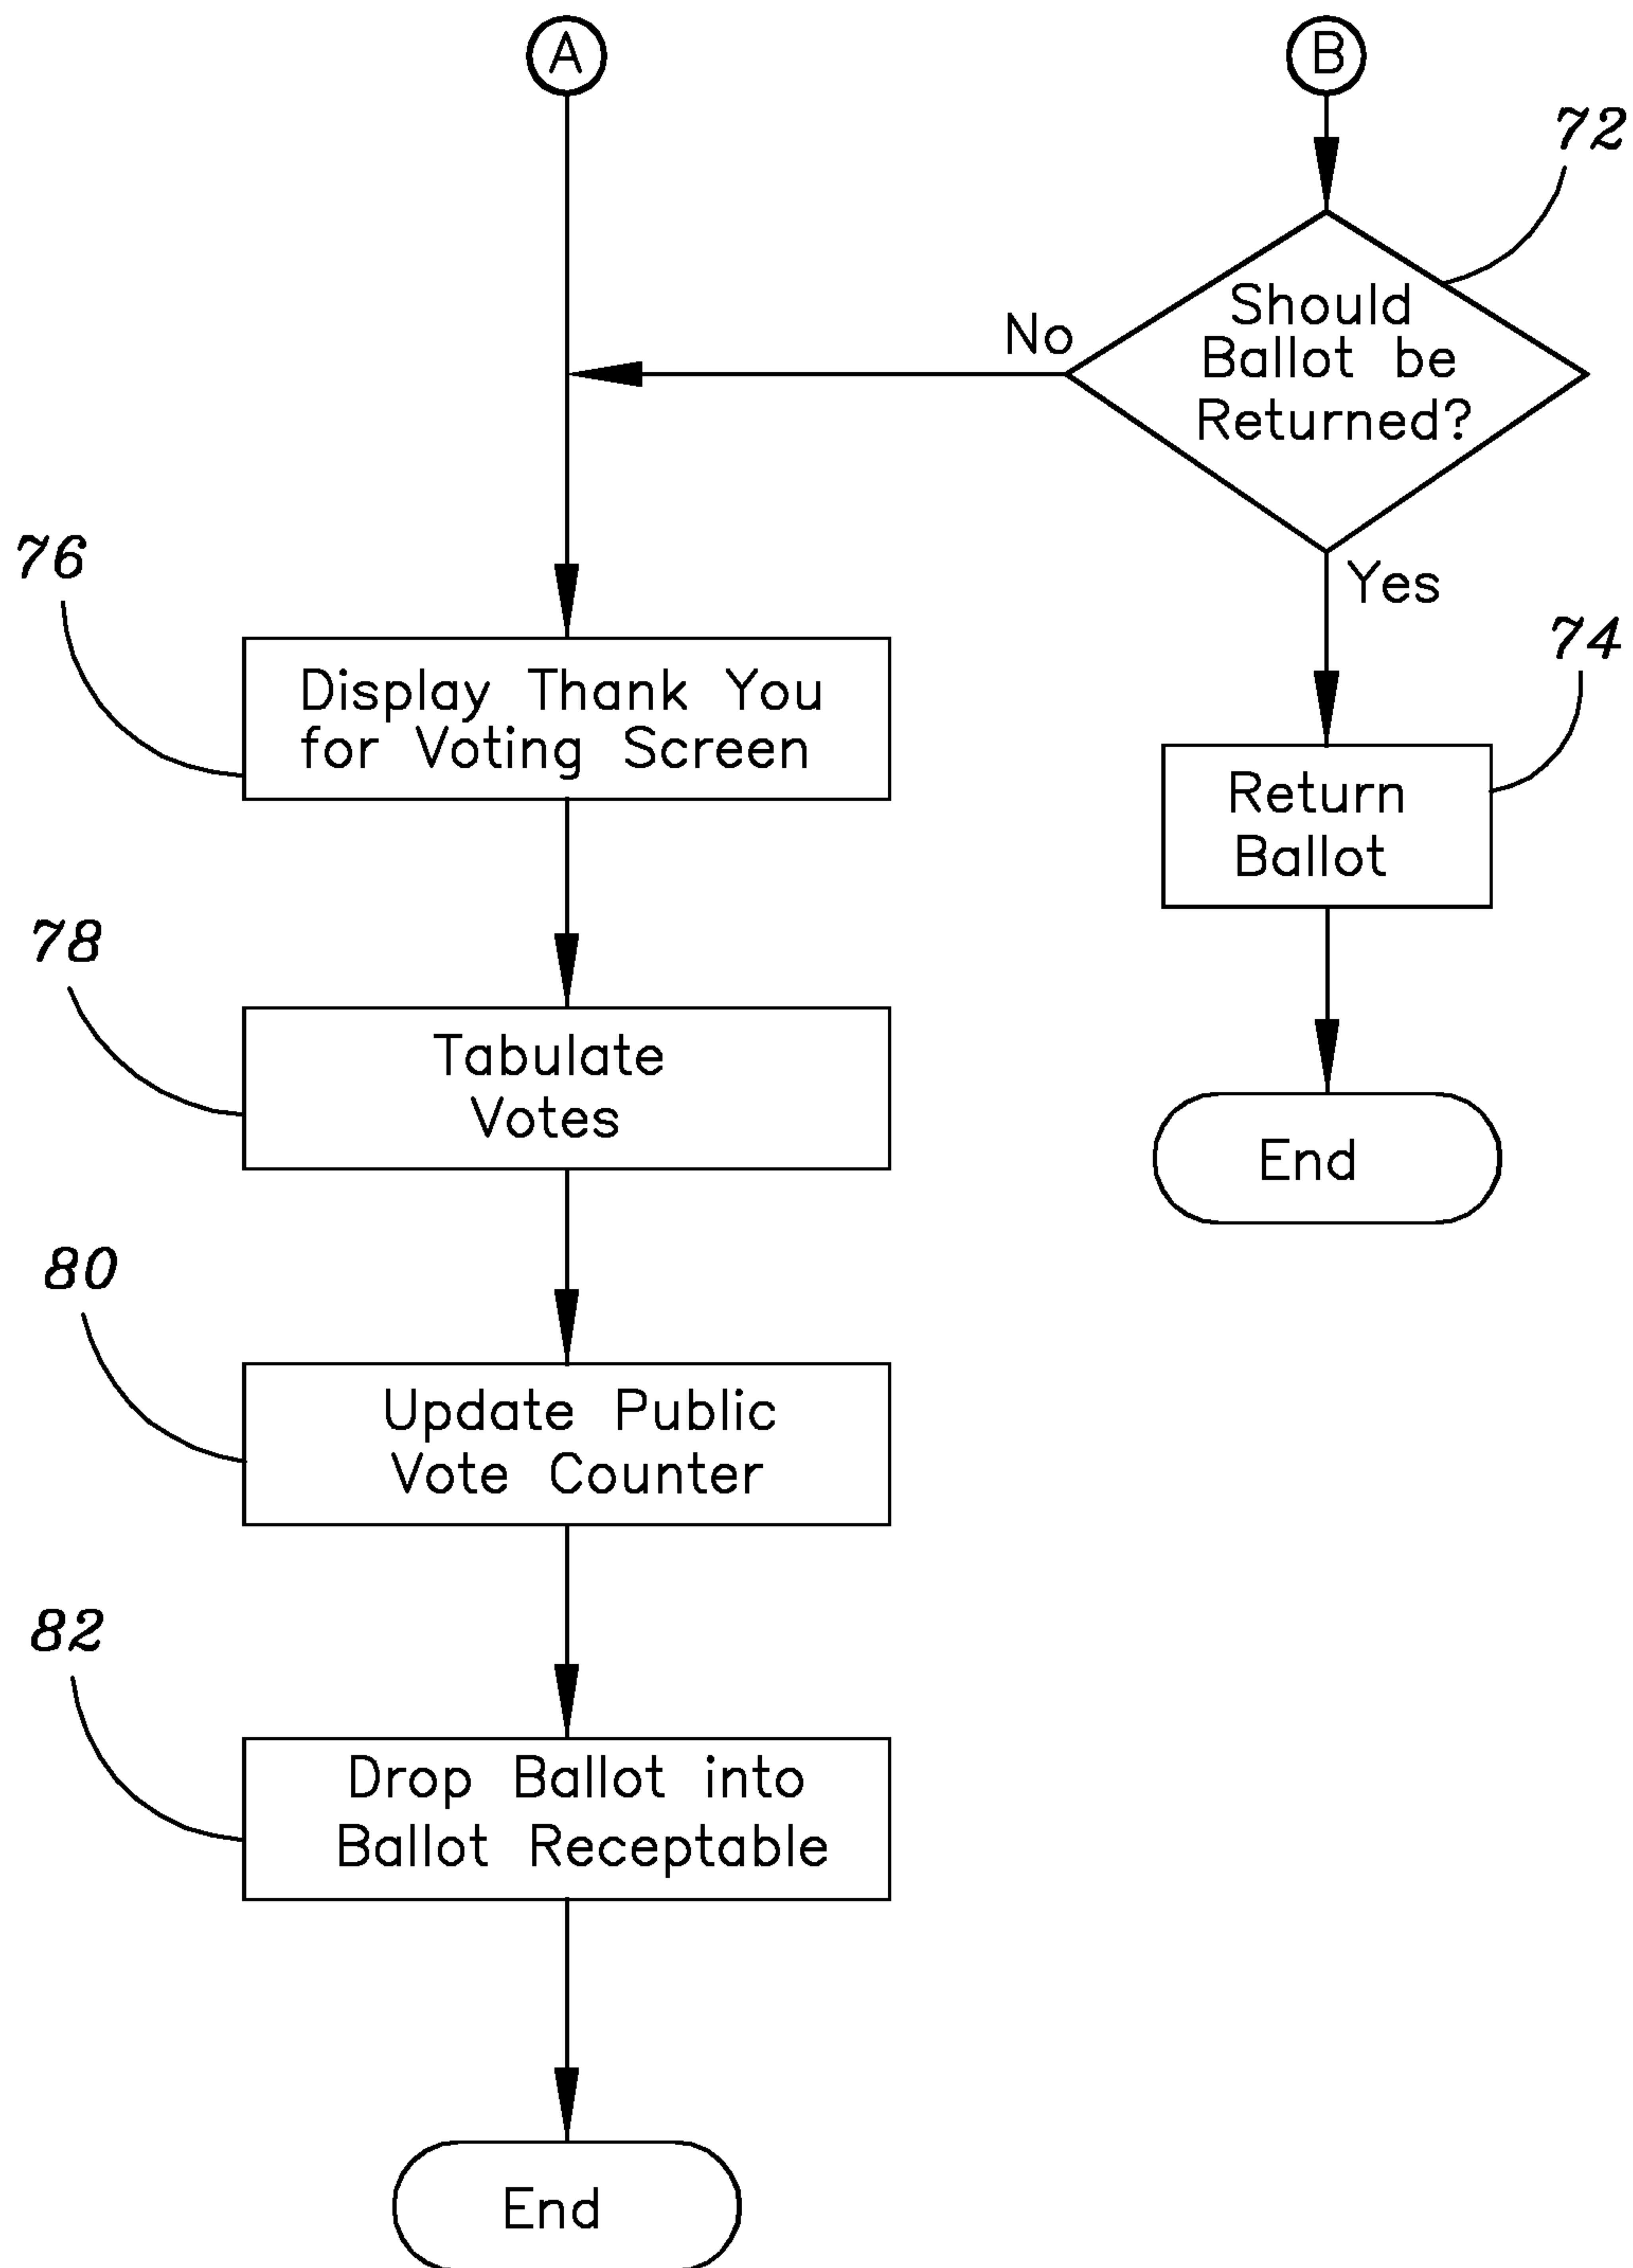 A
B
72
Should
Ballot be
Returned?
No
Yes
76
Display Thank You
for Voting Screen
74
Return
Ballot
78
Tabulate
Votes
End
80
Update Public
Vote Counter
82
Drop Ballot into
Ballot Receptable
End